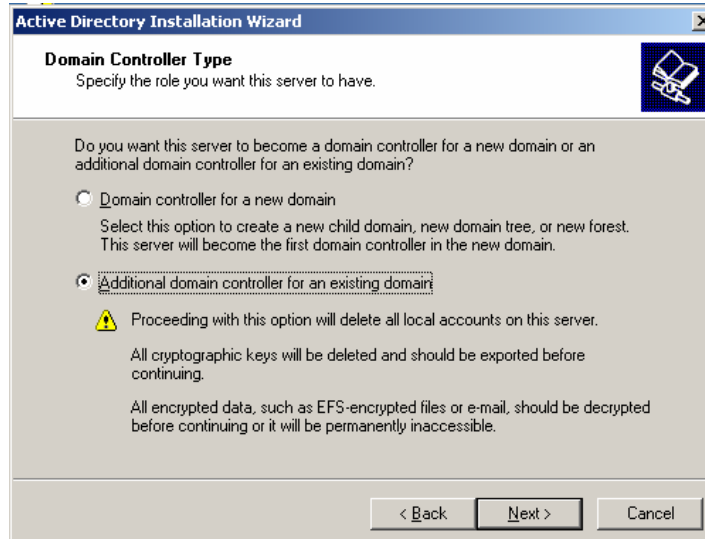 Active Directory Installation Wizard
Domain Controller Type
Specify the role you want this server to have.
Do you want this server to become a domain controller for a new domain or an
additional domain controller for an existing domain?
Domain controller for a new domain
Select this option to create a new child domain, new domain tree, or new forest.
This server will become the first domain controller in the new domain.
Additional domain controller for an existing domain
Proceeding with this option will delete all local accounts on this server.
All cryptographic keys will be deleted and should be exported before
continuing.
All encrypted data, such as EFS-encrypted files or e-mail, should be decrypted
before continuing or it will be permanently inaccessible.
< Back Next > Cancel